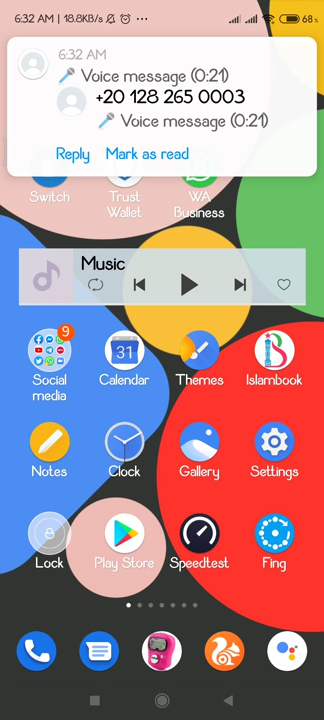 6:32 AM | 18.8KB/s ...
68%
6:32 AM
🎤 Voice message (0:21)
+20 128 265 0003
🎤 Voice message (0:21)
Reply Mark as read
Switch Trust Wallet WA Business
Music
Social media Calendar Themes Islambook
9
31
Notes Clock Gallery Settings
Lock Play Store Speedtest Fing